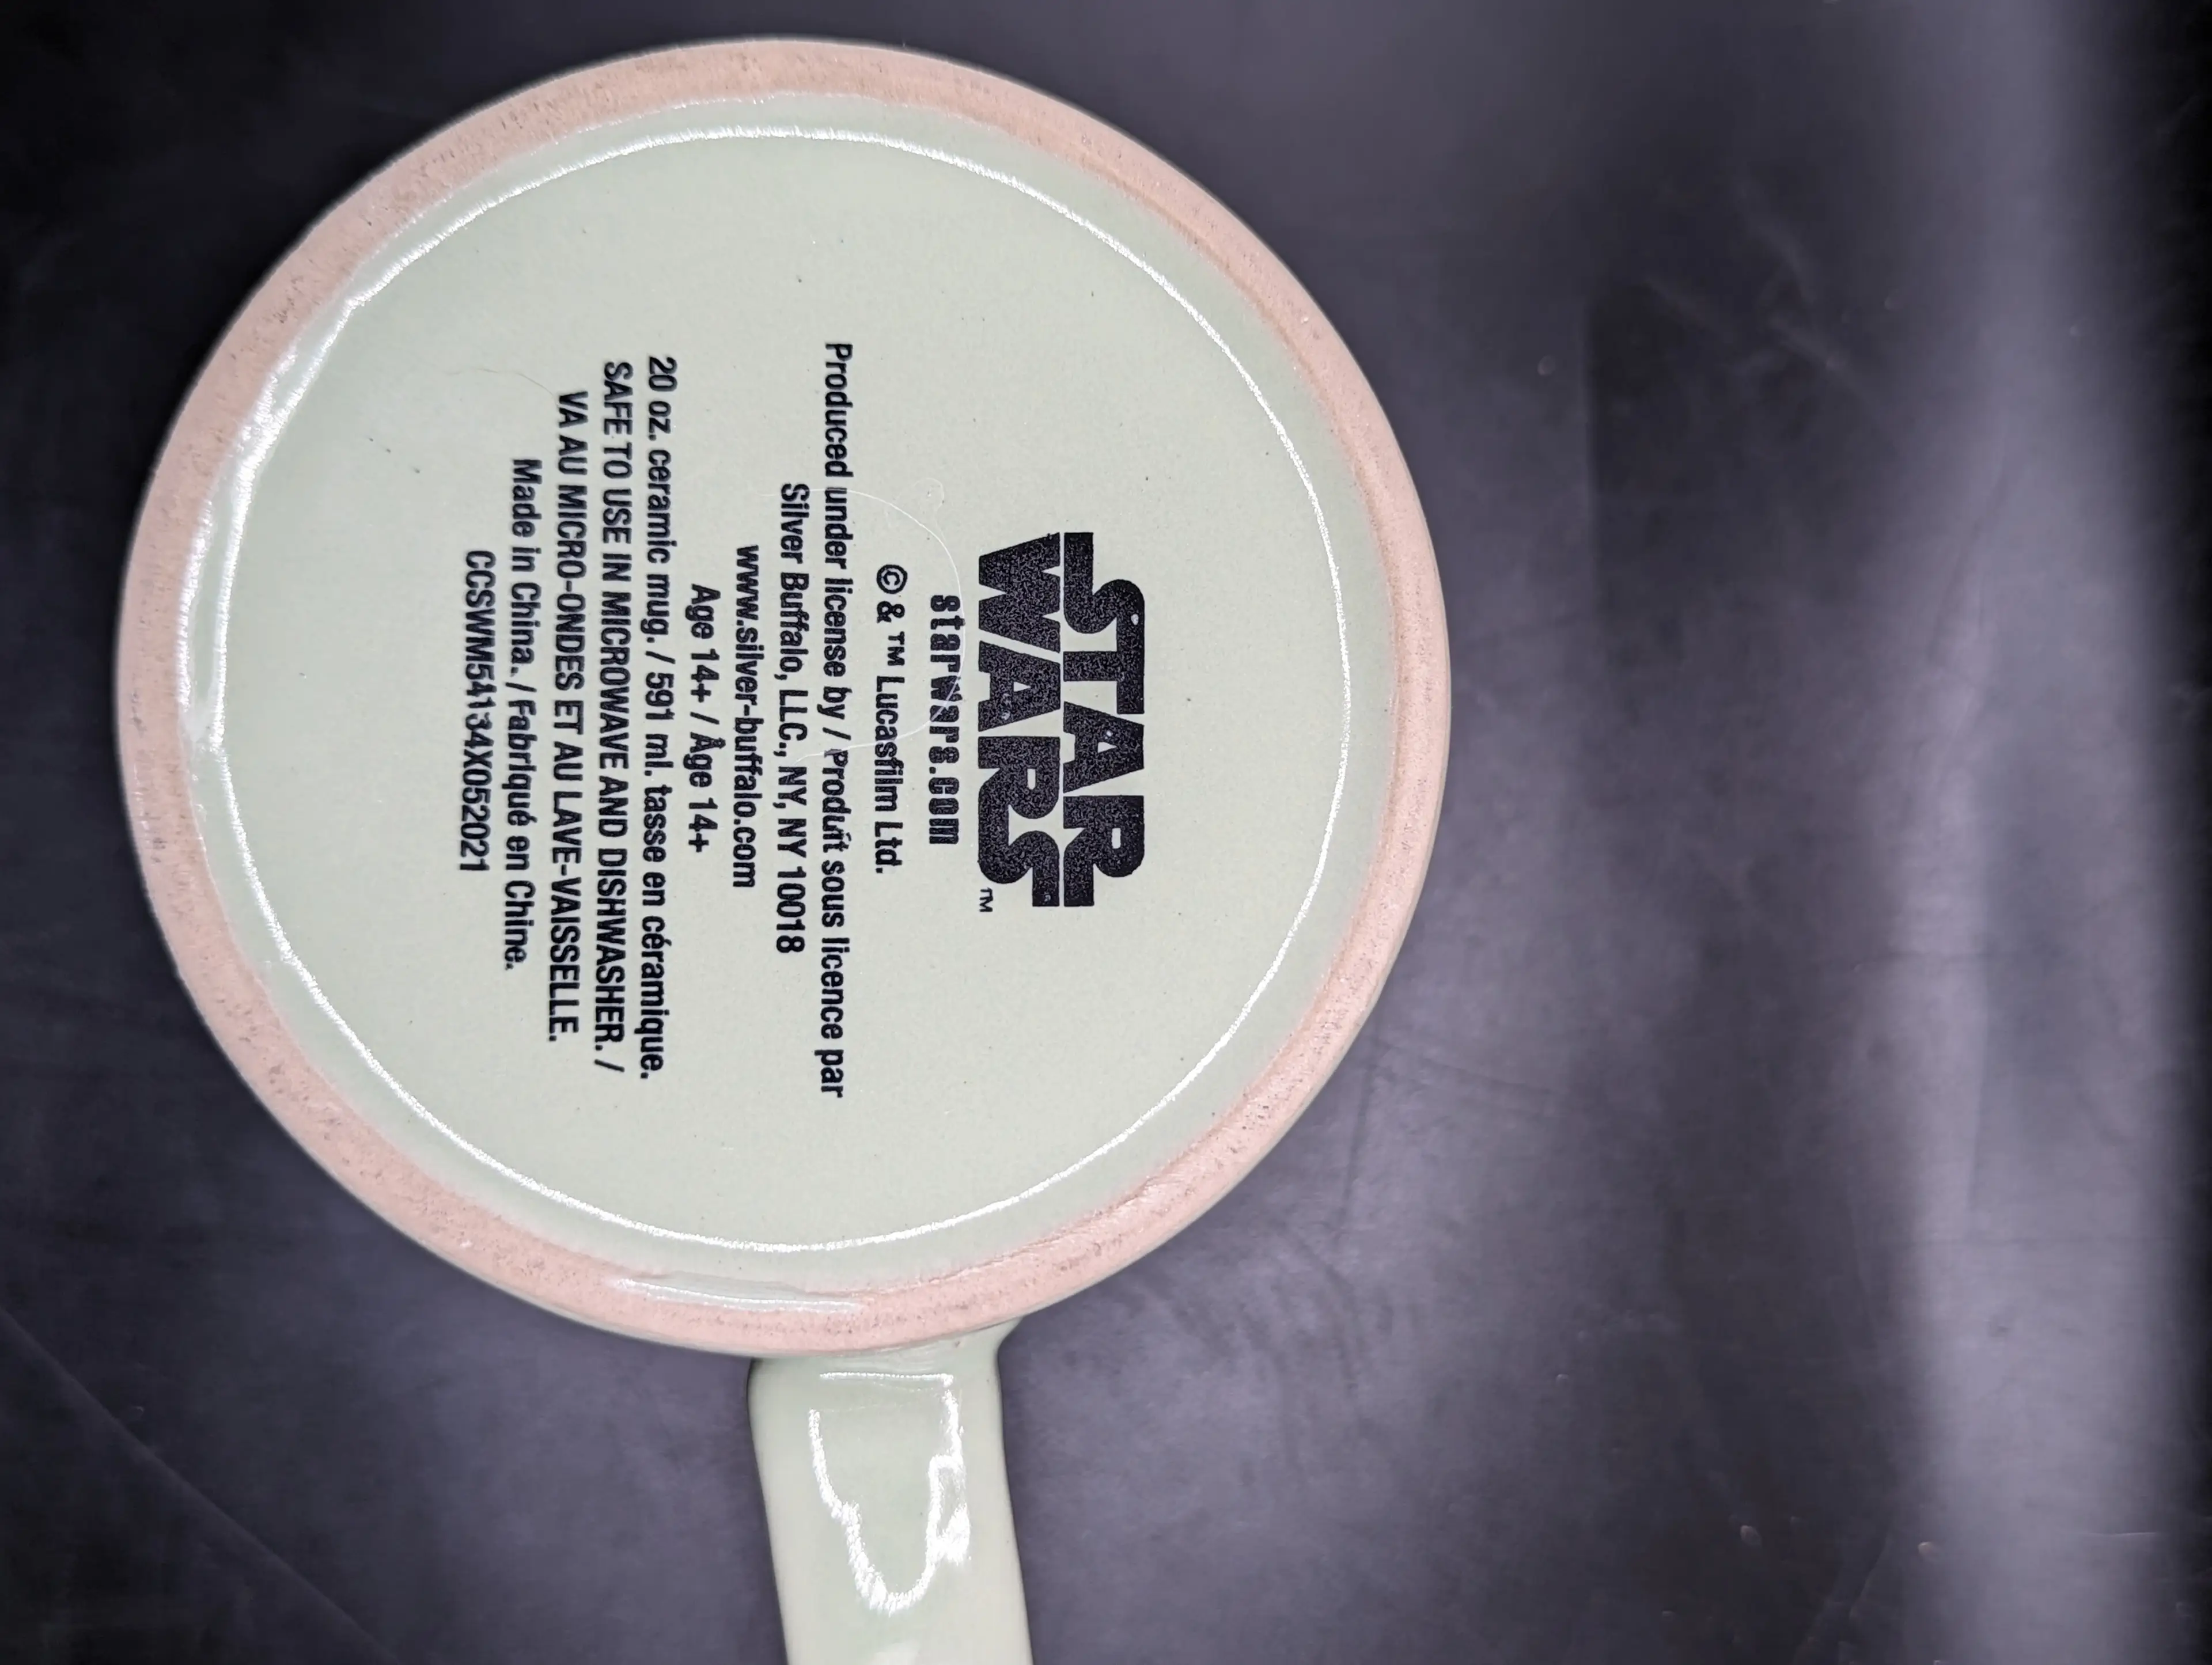 STAR
WARS™
starwars.com
© & ™ Lucasfilm Ltd.
Produced under license by / Produit sous licence par
Silver Buffalo, LLC., NY, NY 10018
www.silver-buffalo.com
Age 14+ / Âge 14+
20 oz. ceramic mug. / 591 ml. tasse en céramique.
SAFE TO USE IN MICROWAVE AND DISHWASHER. /
VA AU MICRO-ONDES ET AU LAVE-VAISSELLE.
Made in China. / Fabriqué en Chine.
CCSWM54134X052021